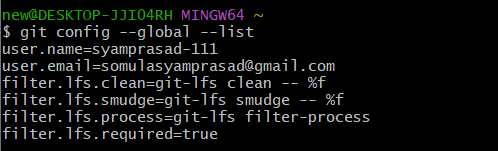 new@DESKTOP-JJIO4RH MINGW64 ~
$ git config --global --list
user.name=syamprasad-111
user.email=somulasyamprasad@gmail.com
filter.lfs.clean=git-lfs clean -- %f
filter.lfs.smudge=git-lfs smudge -- %f
filter.lfs.process=git-lfs filter-process
filter.lfs.required=true